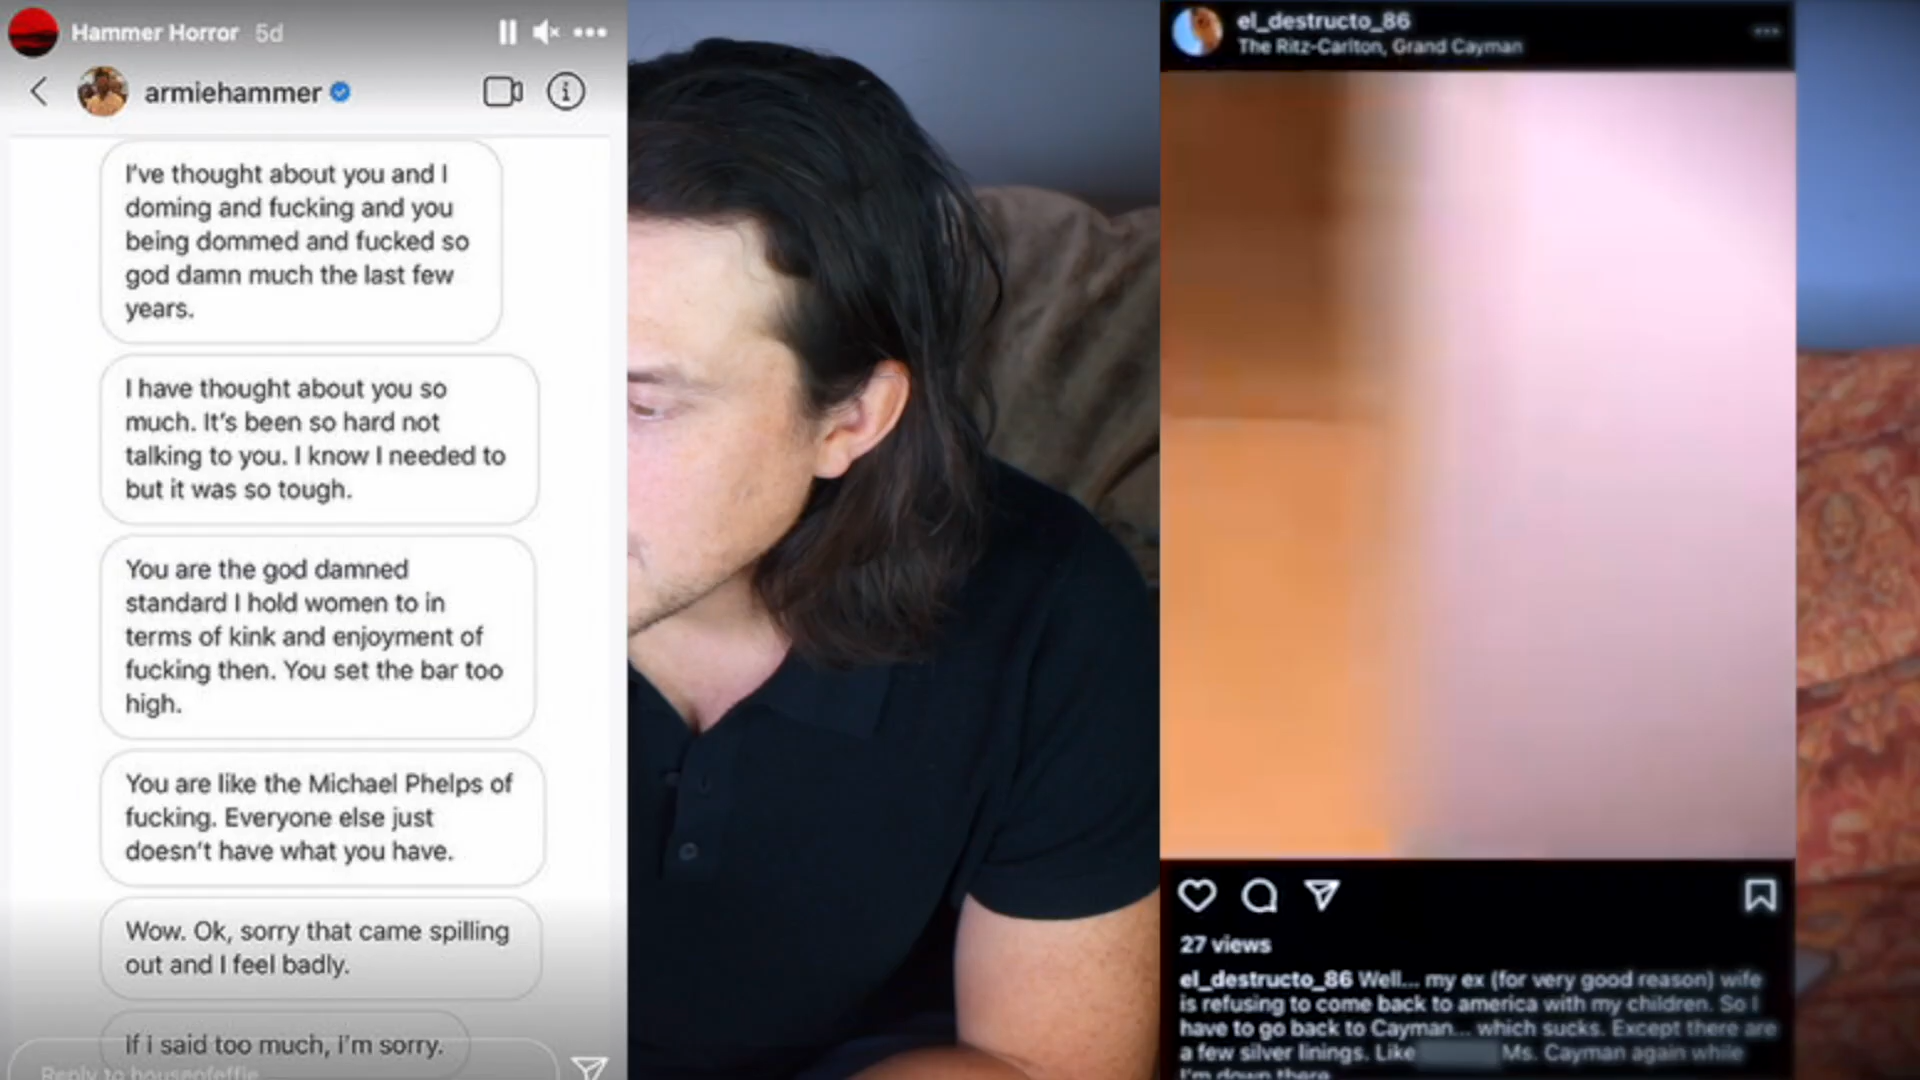 Hammer Horror 5d
armiehammer
I've thought about you and I
doming and fucking and you
being dommed and fucked so
god damn much the last few
years.
I have thought about you so
much. It's been so hard not
talking to you. I know I needed to
but it was so tough.
You are the god damned
standard I hold women to in
terms of kink and enjoyment of
fucking then. You set the bar too
high.
You are like the Michael Phelps of
fucking. Everyone else just
doesn't have what you have.
Wow. Ok, sorry that came spilling
out and I feel badly.
If i said too much, i'm sorry.
Reply to houseofeffie
el_destructo_86
The Ritz-Carlton, Grand Cayman
27 views
el_destructo_86 Well... my ex (for very good reason) wife
is refusing to come back to america with my children. So I
have to go back to Cayman... which sucks. Except there are
a few silver linings. Like Ms. Cayman again while
I'm down there